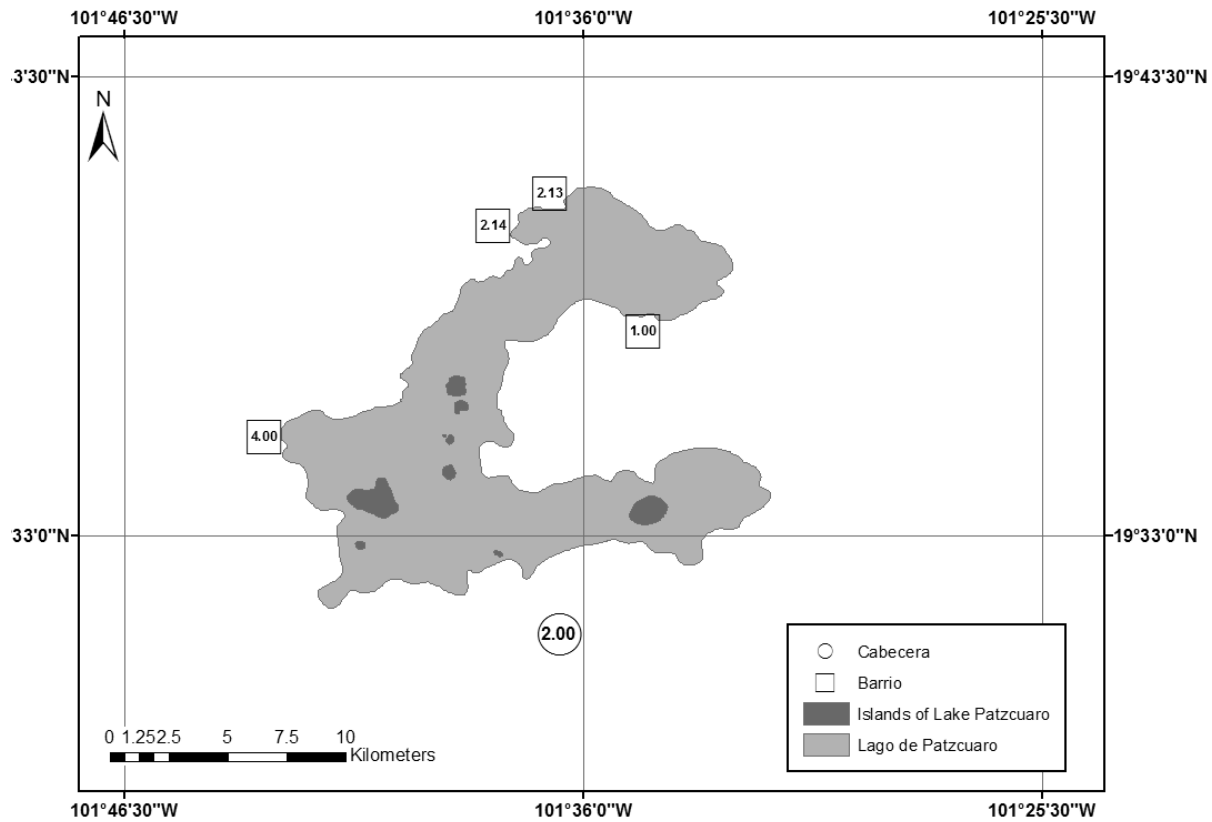 101°46'30"W 101°36'0"W 101°25'30"W
3'30"N 19°43'30"N
N
2.13
2.14
1.00
4.00
33'0"N 19°33'0"N
2.00
Cabecera
Barrio
Islands of Lake Patzcuaro
Lago de Patzcuaro
0 1.252.5 5 7.5 10
Kilometers
101°46'30"W 101°36'0"W 101°25'30"W